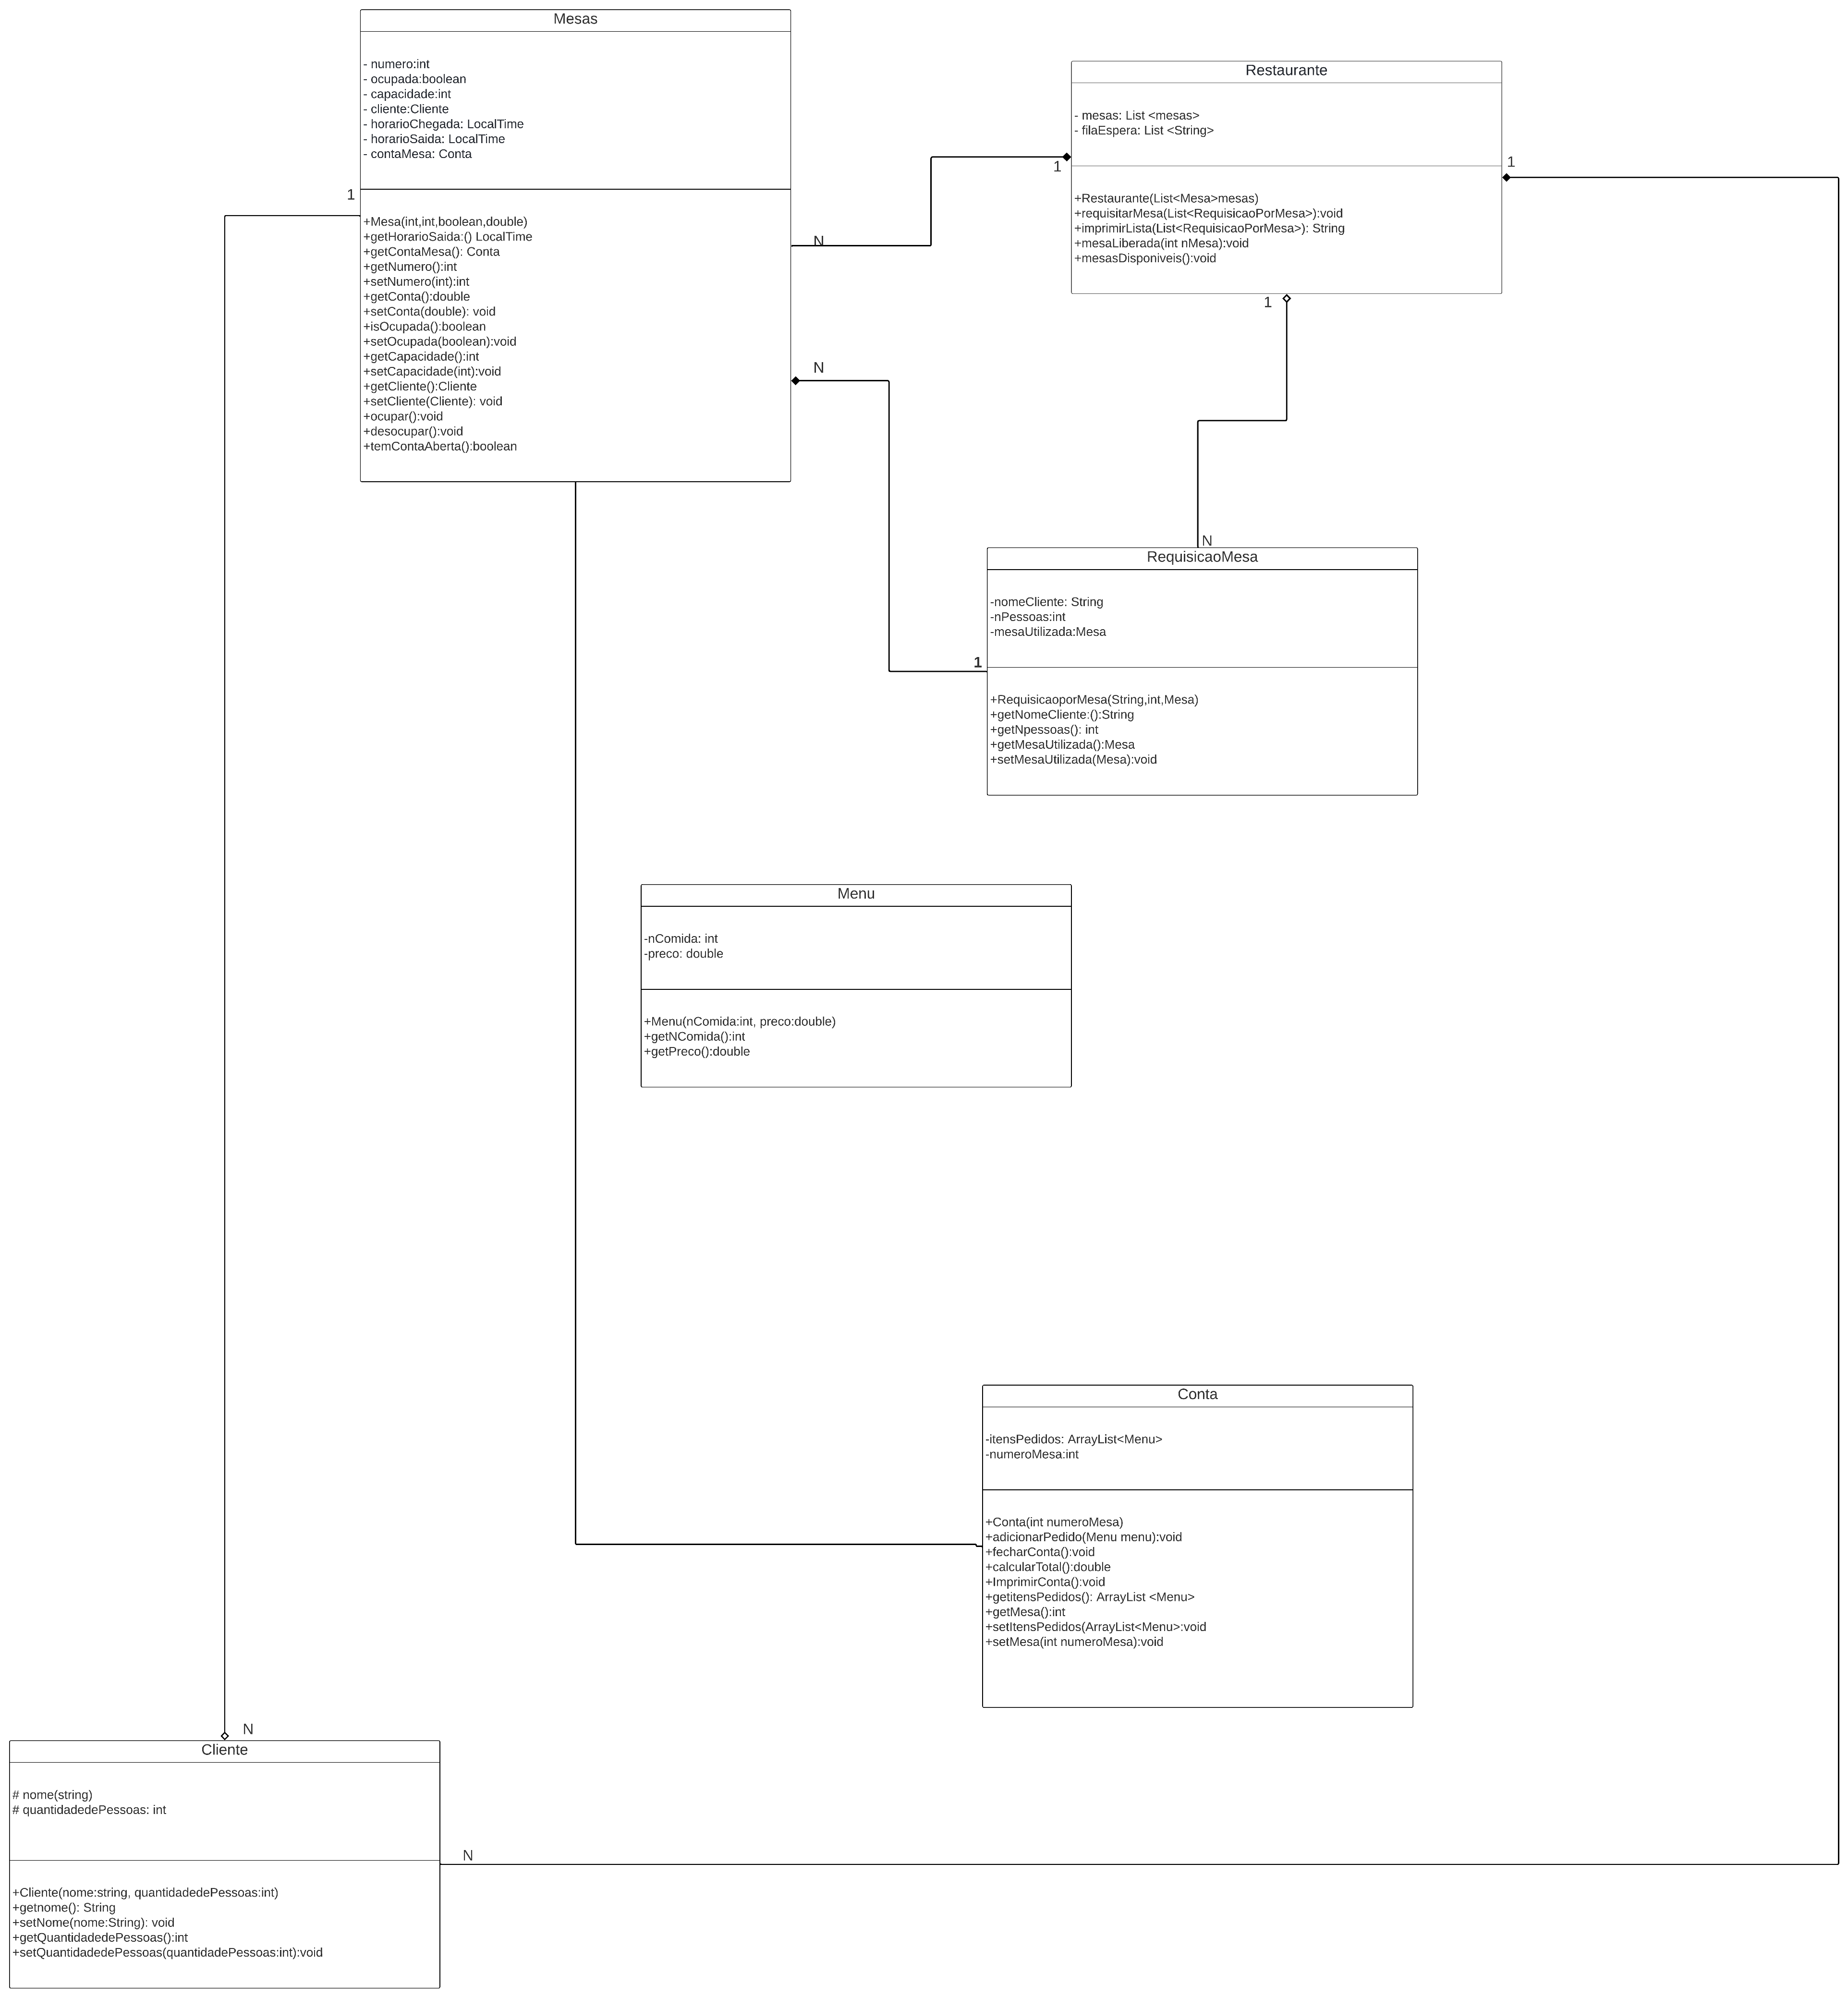 Mesas
- numero:int
- ocupada:boolean
- capacidade:int
- cliente:Cliente
- horarioChegada: LocalTime
- horarioSaida: LocalTime
- contaMesa: Conta
+Mesa(int,int,boolean,double)
+getHorarioSaida:() LocalTime
+getContaMesa(): Conta
+getNumero():int
+setNumero(int):int
+getConta():double
+setConta(double): void
+isOcupada():boolean
+setOcupada(boolean):void
+getCapacidade():int
+setCapacidade(int):void
+getCliente():Cliente
+setCliente(Cliente): void
+ocupar():void
+desocupar():void
+temContaAberta():boolean
1
N
N
Restaurante
- mesas: List <mesas>
- filaEspera: List <String>
+Restaurante(List<Mesa>mesas)
+requisitarMesa(List<RequisicaoPorMesa>):void
+imprimirLista(List<RequisicaoPorMesa>): String
+mesaLiberada(int nMesa):void
+mesasDisponiveis():void
1
1
1
N
RequisicaoMesa
-nomeCliente: String
-nPessoas:int
-mesaUtilizada:Mesa
+RequisicaoporMesa(String,int,Mesa)
+getNomeCliente:():String
+getNpessoas(): int
+getMesaUtilizada():Mesa
+setMesaUtilizada(Mesa):void
1
Menu
-nComida: int
-preco: double
+Menu(nComida:int, preco:double)
+getNComida():int
+getPreco():double
Conta
-itensPedidos: ArrayList<Menu>
-numeroMesa:int
+Conta(int numeroMesa)
+adicionarPedido(Menu menu):void
+fecharConta():void
+calcularTotal():double
+ImprimirConta():void
+getitensPedidos(): ArrayList <Menu>
+getMesa():int
+setItensPedidos(ArrayList<Menu>:void
+setMesa(int numeroMesa):void
N
Cliente
# nome(string)
# quantidadedePessoas: int
+Cliente(nome:string, quantidadedePessoas:int)
+getnome(): String
+setNome(nome:String): void
+getQuantidadedePessoas():int
+setQuantidadedePessoas(quantidadePessoas:int):void
N